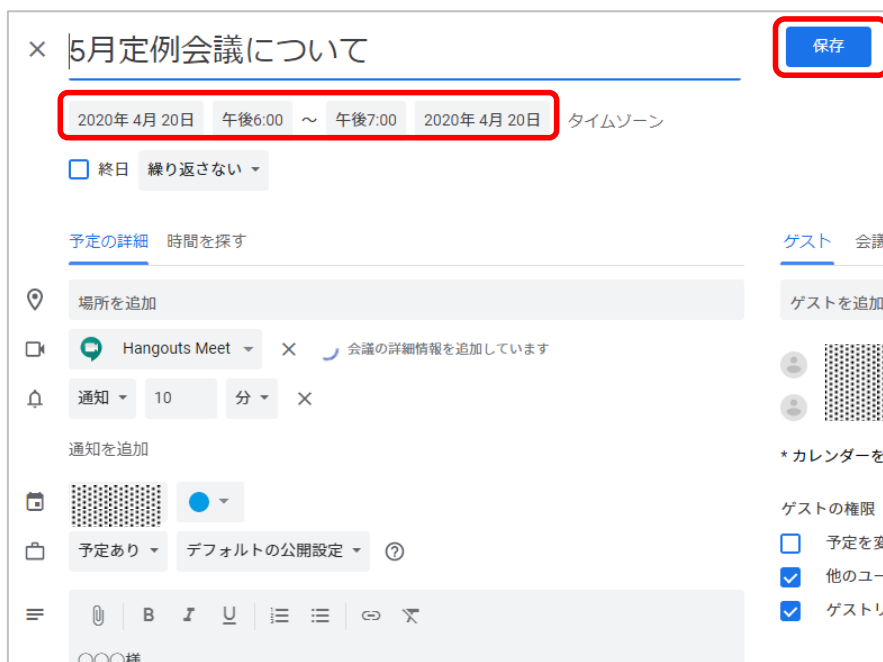 5月定例会議について
保存
2020年 4月 20日 午後6:00 ～ 午後7:00 2020年 4月 20日 タイムゾーン
終日 繰り返さない
予定の詳細 時間を探す
ゲスト 会議
場所を追加
ゲストを追加
Hangouts Meet 会議の詳細情報を追加しています
通知 10 分
通知を追加
* カレンダーを
ゲストの権限
予定あり デフォルトの公開設定
予定を変
他のユー
B I U
ゲストリ
○○○様